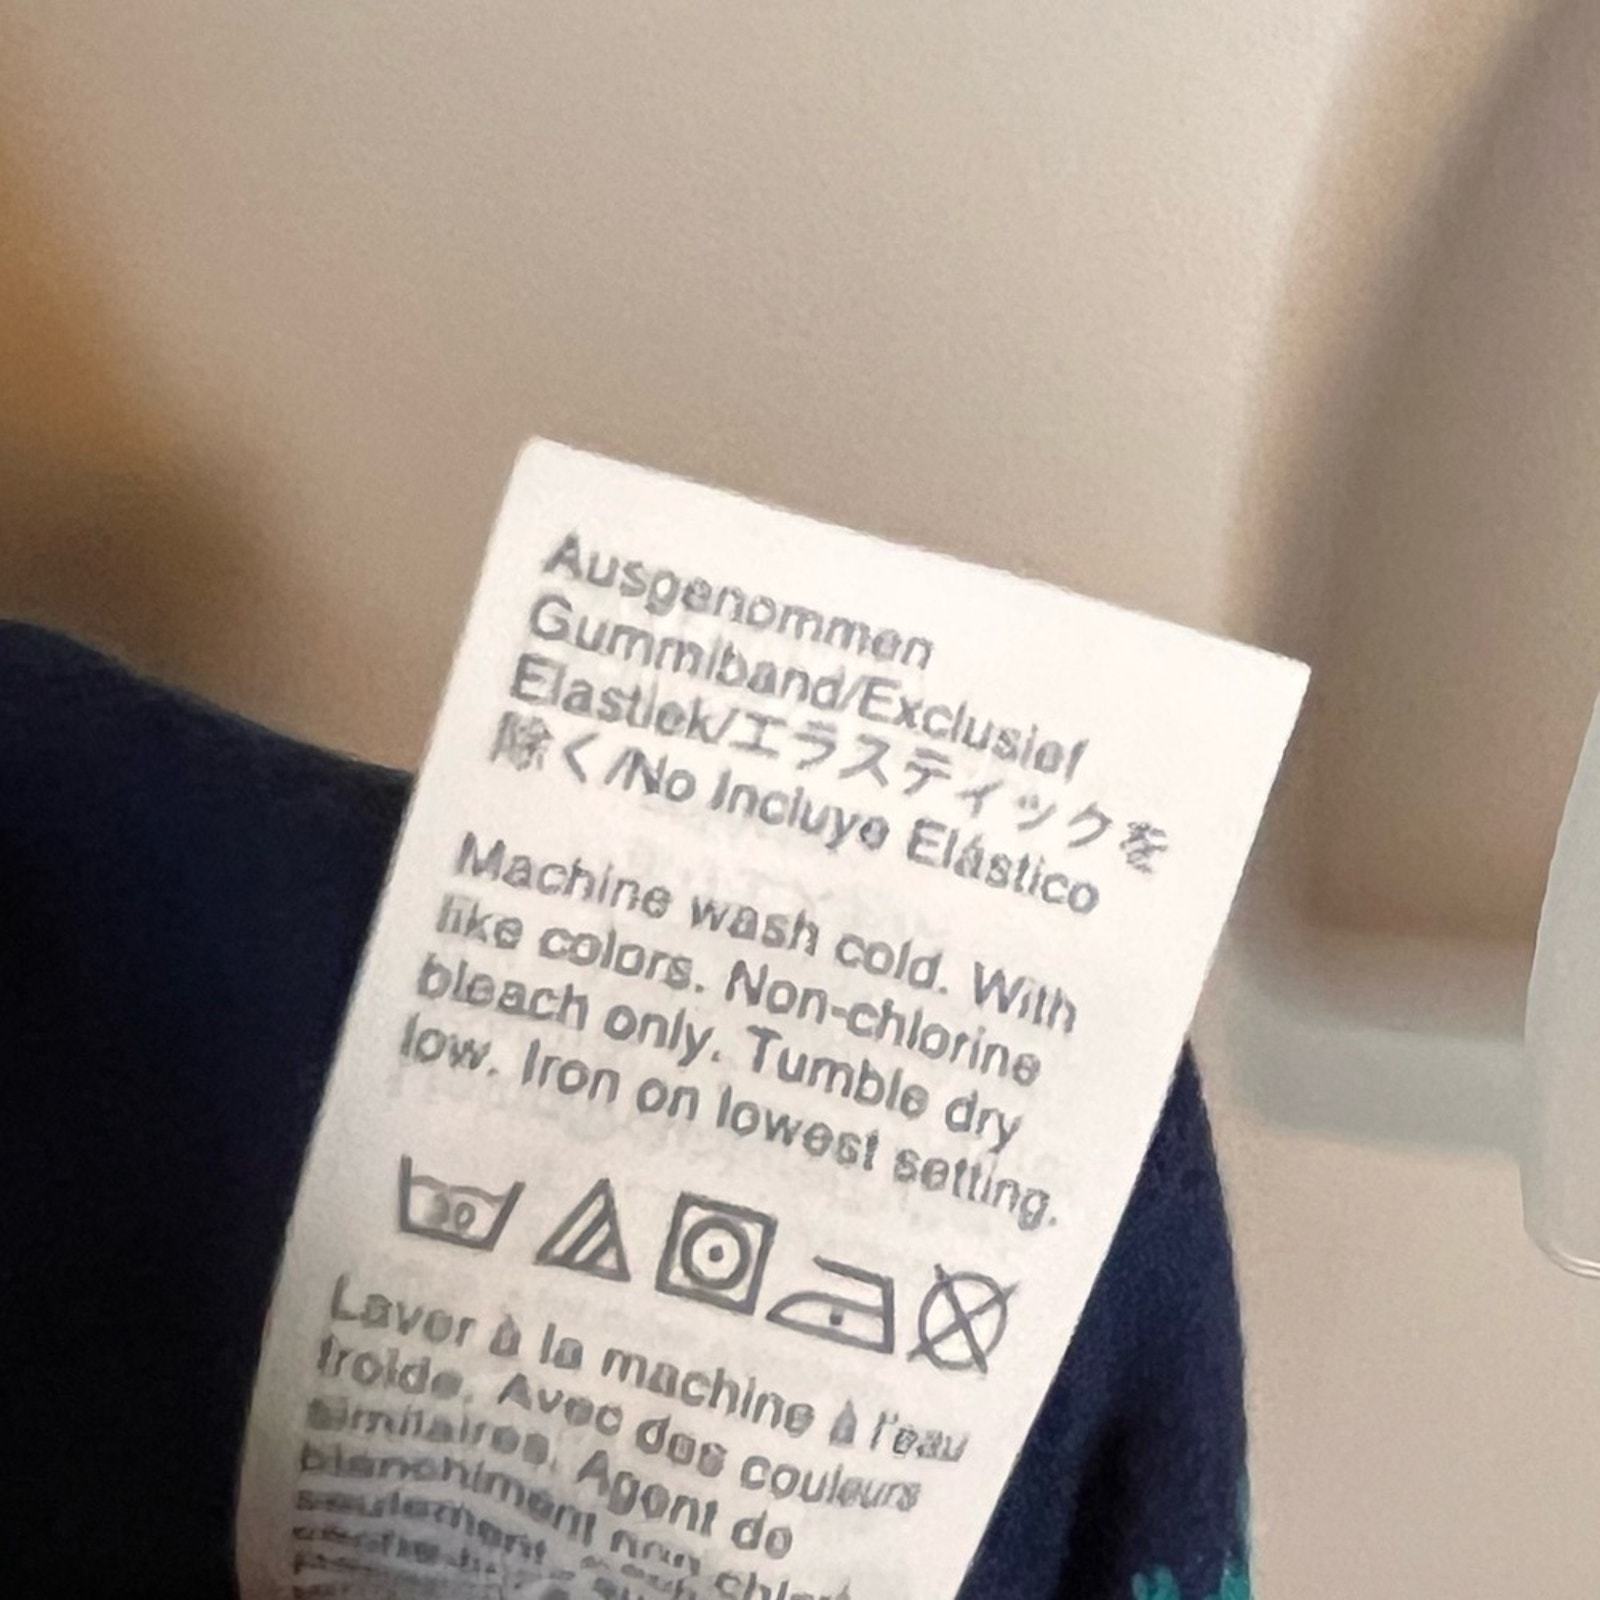 Ausgenommen
Gummiband/Exclusief
Elastiek/エラスティックを
除く/No Incluye Elástico
Machine wash cold. With
like colors. Non-chlorine
bleach only. Tumble dry
low. Iron on lowest setting.
30
Laver à la machine à l'eau
froide. Avec des couleurs
similaires. Agent de
blanchiment non
seulement